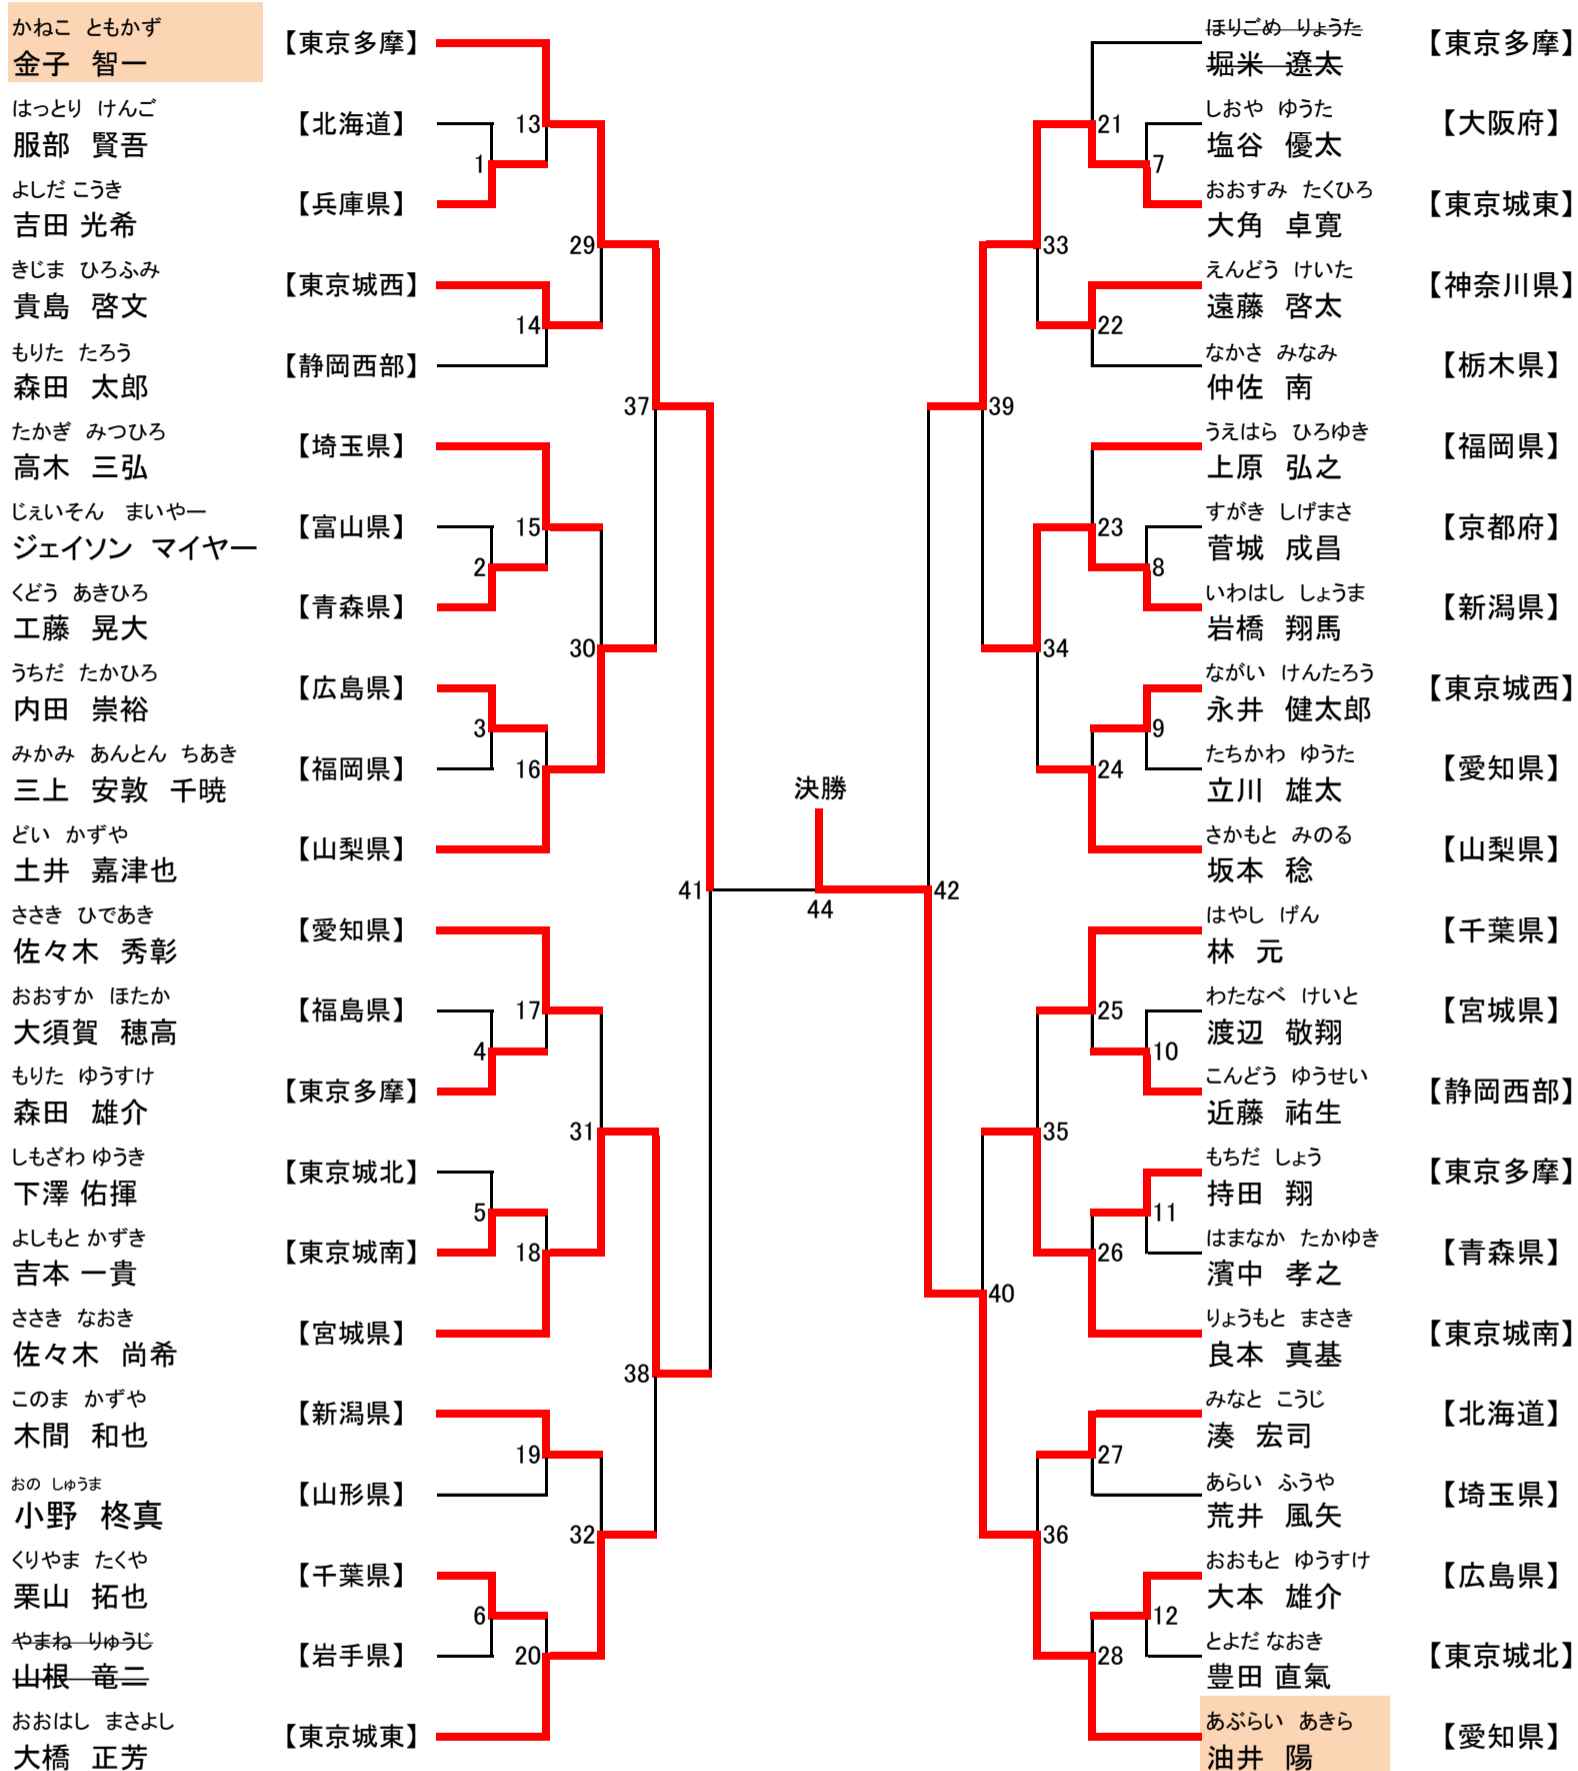 かねこ ともかず
金子 智一 【東京多摩】
はっとり けんご
服部 賢吾 【北海道】
よしだ こうき
吉田 光希 【兵庫県】
きじま ひろふみ
貴島 啓文 【東京城西】
もりた たろう
森田 太郎 【静岡西部】
たかぎ みつひろ
高木 三弘 【埼玉県】
じぇいそん まいやー
ジェイソン マイヤー 【富山県】
くどう あきひろ
工藤 晃大 【青森県】
うちだ たかひろ
内田 崇裕 【広島県】
みかみ あんとん ちあき
三上 安敦 千暁 【福岡県】
どい かずや
土井 嘉津也 【山梨県】
ささき ひであき
佐々木 秀彰 【愛知県】
おおすか ほたか
大須賀 穂高 【福島県】
もりた ゆうすけ
森田 雄介 【東京多摩】
しもざわ ゆうき
下澤 佑揮 【東京城北】
よしもと かずき
吉本 一貴 【東京城南】
ささき なおき
佐々木 尚希 【宮城県】
このま かずや
木間 和也 【新潟県】
おの しゅうま
小野 柊真 【山形県】
くりやま たくや
栗山 拓也 【千葉県】
やまね りゅうじ
山根 竜二 【岩手県】
おおはし まさよし
大橋 正芳 【東京城東】
1
2
3
4
5
6
13
14
15
16
17
18
19
20
29
30
31
32
37
38
41
決勝
44
42
39
40
33
34
35
36
21
22
23
24
25
26
27
28
7
8
9
10
11
12
ほりごめ りょうた
堀米 遼太 【東京多摩】
しおや ゆうた
塩谷 優太 【大阪府】
おおすみ たくひろ
大角 卓寛 【東京城東】
えんどう けいた
遠藤 啓太 【神奈川県】
なかさ みなみ
仲佐 南 【栃木県】
うえはら ひろゆき
上原 弘之 【福岡県】
すがき しげまさ
菅城 成昌 【京都府】
いわはし しょうま
岩橋 翔馬 【新潟県】
ながい けんたろう
永井 健太郎 【東京城西】
たちかわ ゆうた
立川 雄太 【愛知県】
さかもと みのる
坂本 稔 【山梨県】
はやし げん
林 元 【千葉県】
わたなべ けいと
渡辺 敬翔 【宮城県】
こんどう ゆうせい
近藤 祐生 【静岡西部】
もちだ しょう
持田 翔 【東京多摩】
はまなか たかゆき
濱中 孝之 【青森県】
りょうもと まさき
良本 真基 【東京城南】
みなと こうじ
湊 宏司 【北海道】
あらい ふうや
荒井 風矢 【埼玉県】
おおもと ゆうすけ
大本 雄介 【広島県】
とよだ なおき
豊田 直氣 【東京城北】
あぶらい あきら
油井 陽 【愛知県】